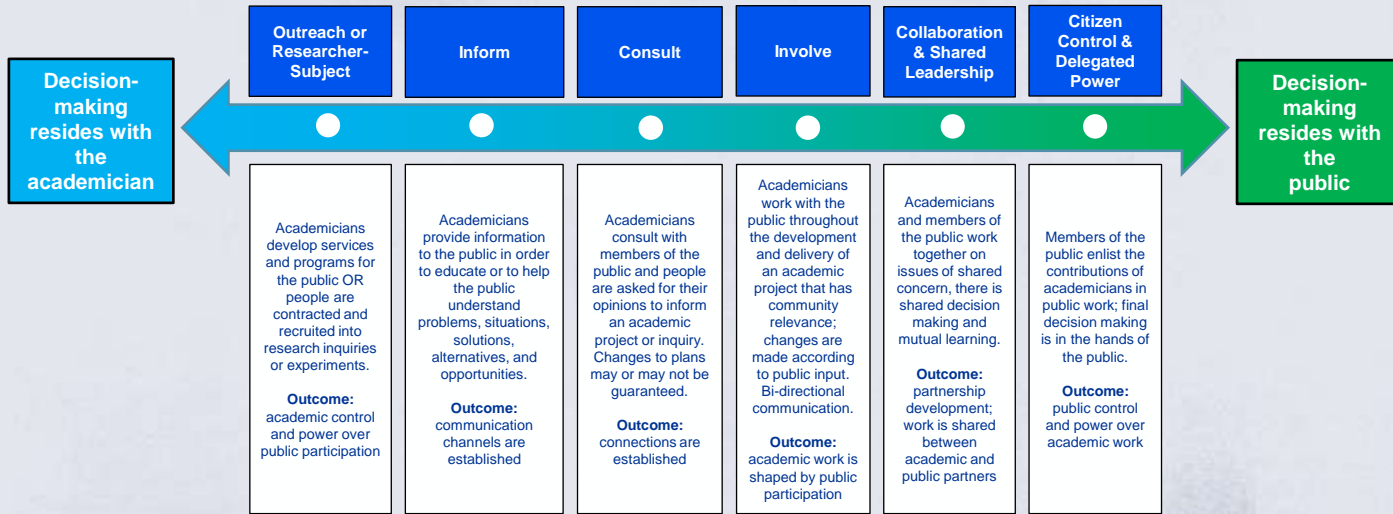 Decision-
making
resides with
the
academician
Outreach or
Researcher-
Subject
Academicians
develop services
and programs for
the public OR
people are
contracted and
recruited into
research inquiries
or experiments.
Outcome:
academic control
and power over
public participation
Inform
Academicians
provide information
to the public in order
to educate or to help
the public
understand
problems, situations,
solutions,
alternatives, and
opportunities.
Outcome:
communication
channels are
established
Consult
Academicians
consult with
members of the
public and people
are asked for their
opinions to inform
an academic
project or inquiry.
Changes to plans
may or may not be
guaranteed.
Outcome:
connections are
established
Involve
Academicians
work with the
public throughout
the development
and delivery of
an academic
project that has
community
relevance;
changes are
made according
to public input.
Bi-directional
communication.
Outcome:
academic work is
shaped by public
participation
Collaboration
& Shared
Leadership
Academicians
and members of
the public work
together on
issues of shared
concern, there is
shared decision
making and
mutual learning.
Outcome:
partnership
development;
work is shared
between
academic and
public partners
Citizen
Control &
Delegated
Power
Members of the
public enlist the
contributions of
academicians in
public work; final
decision making
is in the hands of
the public.
Outcome:
public control
and power over
academic work
Decision-
making
resides with
the
public